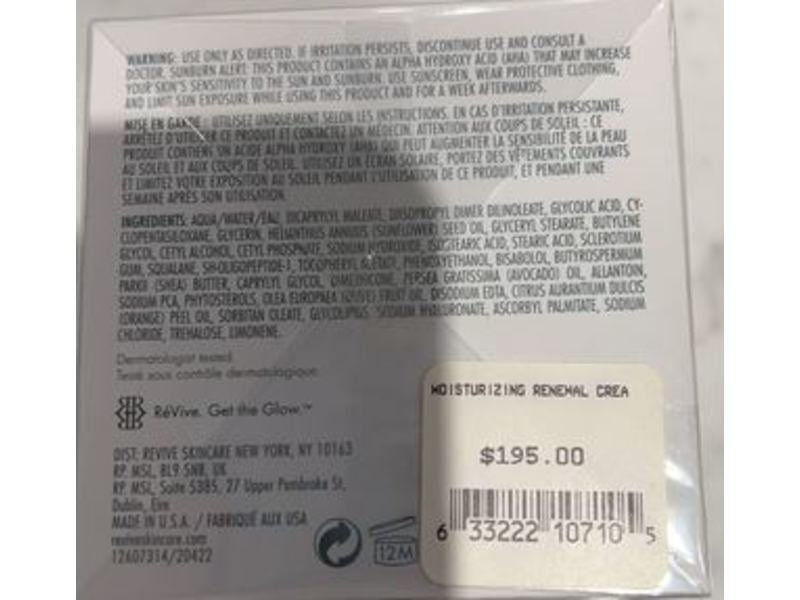 WARNING: USE ONLY AS DIRECTED. IF IRRITATION PERSISTS, DISCONTINUE USE AND CONSULT A
DOCTOR. SUNBURN ALERT: THIS PRODUCT CONTAINS AN ALPHA HYDROXY ACID (AHA) THAT MAY INCREASE
YOUR SKIN'S SENSITIVITY TO THE SUN AND SUNBURN. USE SUNSCREEN, WEAR PROTECTIVE CLOTHING,
AND LIMIT SUN EXPOSURE WHILE USING THIS PRODUCT AND FOR A WEEK AFTERWARDS.
MISE EN GARDE : UTILISEZ UNIQUEMENT SELON LES INSTRUCTIONS. EN CAS D'IRRITATION PERSISTANTE,
ARRÊTEZ D'UTILISER CE PRODUIT ET CONTACTEZ UN MÉDECIN. ATTENTION AUX COUPS DE SOLEIL : CE
PRODUIT CONTIENT UN ACIDE ALPHA HYDROXY (AHA) QUI PEUT AUGMENTER LA SENSIBILITÉ DE LA PEAU
AU SOLEIL ET AUX COUPS DE SOLEIL. UTILISEZ UN ÉCRAN SOLAIRE, PORTEZ DES VÊTEMENTS COUVRANTS
ET LIMITEZ VOTRE EXPOSITION AU SOLEIL PENDANT L'UTILISATION DE CE PRODUIT, ET PENDANT UNE
SEMAINE APRÈS SON UTILISATION.
INGREDIENTS: AQUA/WATER/EAU, DICAPRYLYL MALEATE, DIISOPROPYL DIMER DILINOLEATE, GLYCOLIC ACID, CY-
CLOPENTASILOXANE, GLYCERIN, HELIANTHUS ANNUUS (SUNFLOWER) SEED OIL, GLYCERYL STEARATE, BUTYLENE
GLYCOL, CETYL ALCOHOL, CETYL PHOSPHATE, SODIUM HYDROXIDE, ISOSTEARIC ACID, STEARIC ACID, SCLEROTIUM
GUM, SQUALANE, SH-OLIGOPEPTIDE-1, TOCOPHERYL ACETATE, PHENOXYETHANOL, BISABOLOL, BUTYROSPERMUM
PARKII (SHEA) BUTTER, CAPRYLYL GLYCOL, DIMETHICONE, PERSEA GRATISSIMA (AVOCADO) OIL, ALLANTOIN,
SODIUM PCA, PHYTOSTEROLS, OLEA EUROPAEA (OLIVE) FRUIT OIL, DISODIUM EDTA, CITRUS AURANTIUM DULCIS
(ORANGE) PEEL OIL, SORBITAN OLEATE, GLYCOLIPIDS, SODIUM HYALURONATE, ASCORBYL PALMITATE, SODIUM
CHLORIDE, TREHALOSE, LIMONENE.
Dermatologist tested.
Testé sous contrôle dermatologique.
RéVive. Get the Glow.™
DIST: REVIVE SKINCARE NEW YORK, NY 10163
RP. MSL, BL9 5NB, UK
RP. MSL, Suite 5385, 27 Upper Pembroke St,
Dublin, Eire
MADE IN U.S.A. / FABRIQUÉ AUX USA
reviveskincare.com
12607314/20422
12M
MOISTURIZING RENEWAL CREA
$195.00
6 33222 10710 5